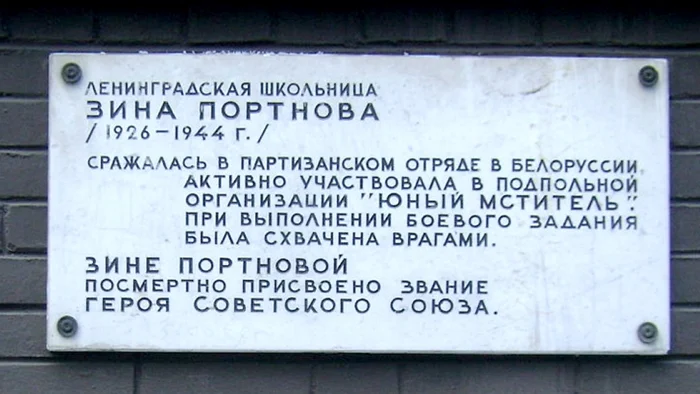 ЛЕНИНГРАДСКАЯ ШКОЛЬНИЦА
ЗИНА ПОРТНОВА
/1926-1944 г./
СРАЖАЛАСЬ В ПАРТИЗАНСКОМ ОТРЯДЕ В БЕЛОРУССИИ,
АКТИВНО УЧАСТВОВАЛА В ПОДПОЛЬНОЙ
ОРГАНИЗАЦИИ "ЮНЫЙ МСТИТЕЛЬ".
ПРИ ВЫПОЛНЕНИИ БОЕВОГО ЗАДАНИЯ
БЫЛА СХВАЧЕНА ВРАГАМИ.
ЗИНЕ ПОРТНОВОЙ
ПОСМЕРТНО ПРИСВОЕНО ЗВАНИЕ
ГЕРОЯ СОВЕТСКОГО СОЮЗА.